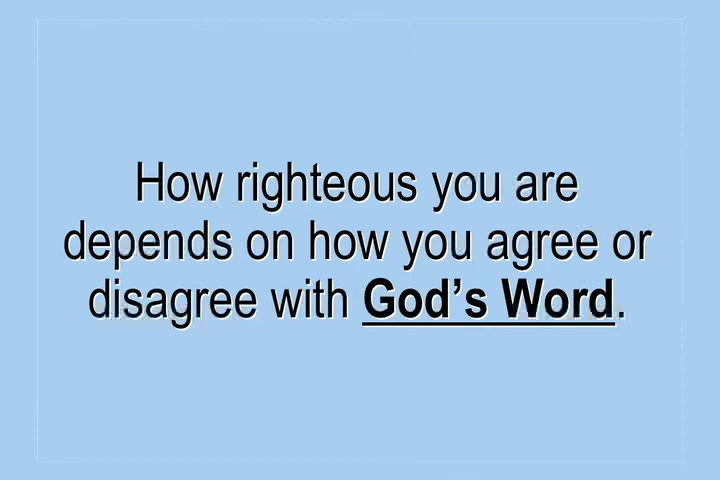 How righteous you are
depends on how you agree or
disagree with God’s Word.